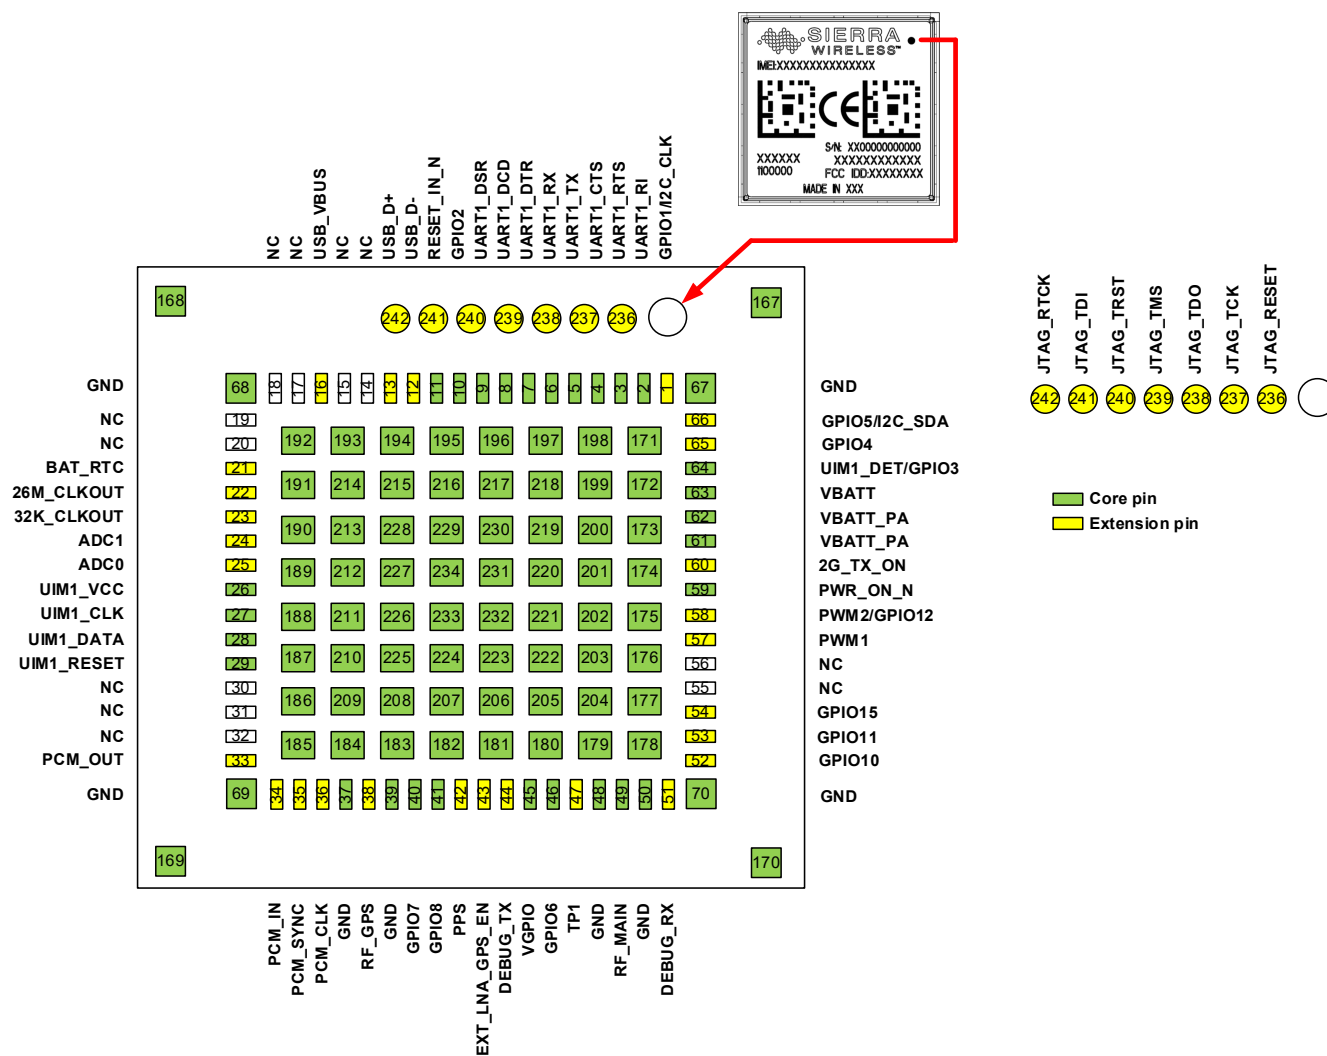 SIERRA
WIRELESS™
IMEI:XXXXXXXXXXXXXXX
CE
S/N: XX00000000000
XXXXXX XXXXXXXXXXXX
1100000 FCC IDD:XXXXXXXX
MADE IN XXX
NC
NC
USB_VBUS
NC
NC
USB_D+
USB_D-
RESET_IN_N
GPIO2
UART1_DSR
UART1_DCD
UART1_DTR
UART1_RX
UART1_TX
UART1_CTS
UART1_RTS
UART1_RI
GPIO1/I2C_CLK
168
242 241 240 239 238 237 236
167
GND
68
18 17 16 15 14 13 12 11 10 9 8 7 6 5 4 3 2 1
67
GND
NC
NC
BAT_RTC
26M_CLKOUT
32K_CLKOUT
ADC1
ADC0
UIM1_VCC
UIM1_CLK
UIM1_DATA
UIM1_RESET
NC
NC
NC
PCM_OUT
GND
19
20
21
22
23
24
25
26
27
28
29
30
31
32
33
69
192 193 194 195 196 197 198 171
191 214 215 216 217 218 199 172
190 213 228 229 230 219 200 173
189 212 227 234 231 220 201 174
188 211 226 233 232 221 202 175
187 210 225 224 223 222 203 176
186 209 208 207 206 205 204 177
185 184 183 182 181 180 179 178
66
65
64
63
62
61
60
59
58
57
56
55
54
53
52
70
GPIO5/I2C_SDA
GPIO4
UIM1_DET/GPIO3
VBATT
VBATT_PA
VBATT_PA
2G_TX_ON
PWR_ON_N
PWM2/GPIO12
PWM1
NC
NC
GPIO15
GPIO11
GPIO10
GND
34 35 36 37 38 39 40 41 42 43 44 45 46 47 48 49 50 51
169
170
PCM_IN
PCM_SYNC
PCM_CLK
GND
RF_GPS
GND
GPIO7
GPIO8
PPS
EXT_LNA_GPS_EN
DEBUG_TX
VGPIO
GPIO6
TP1
GND
RF_MAIN
GND
DEBUG_RX
JTAG_RTCK
JTAG_TDI
JTAG_TRST
JTAG_TMS
JTAG_TDO
JTAG_TCK
JTAG_RESET
242 241 240 239 238 237 236
Core pin
Extension pin